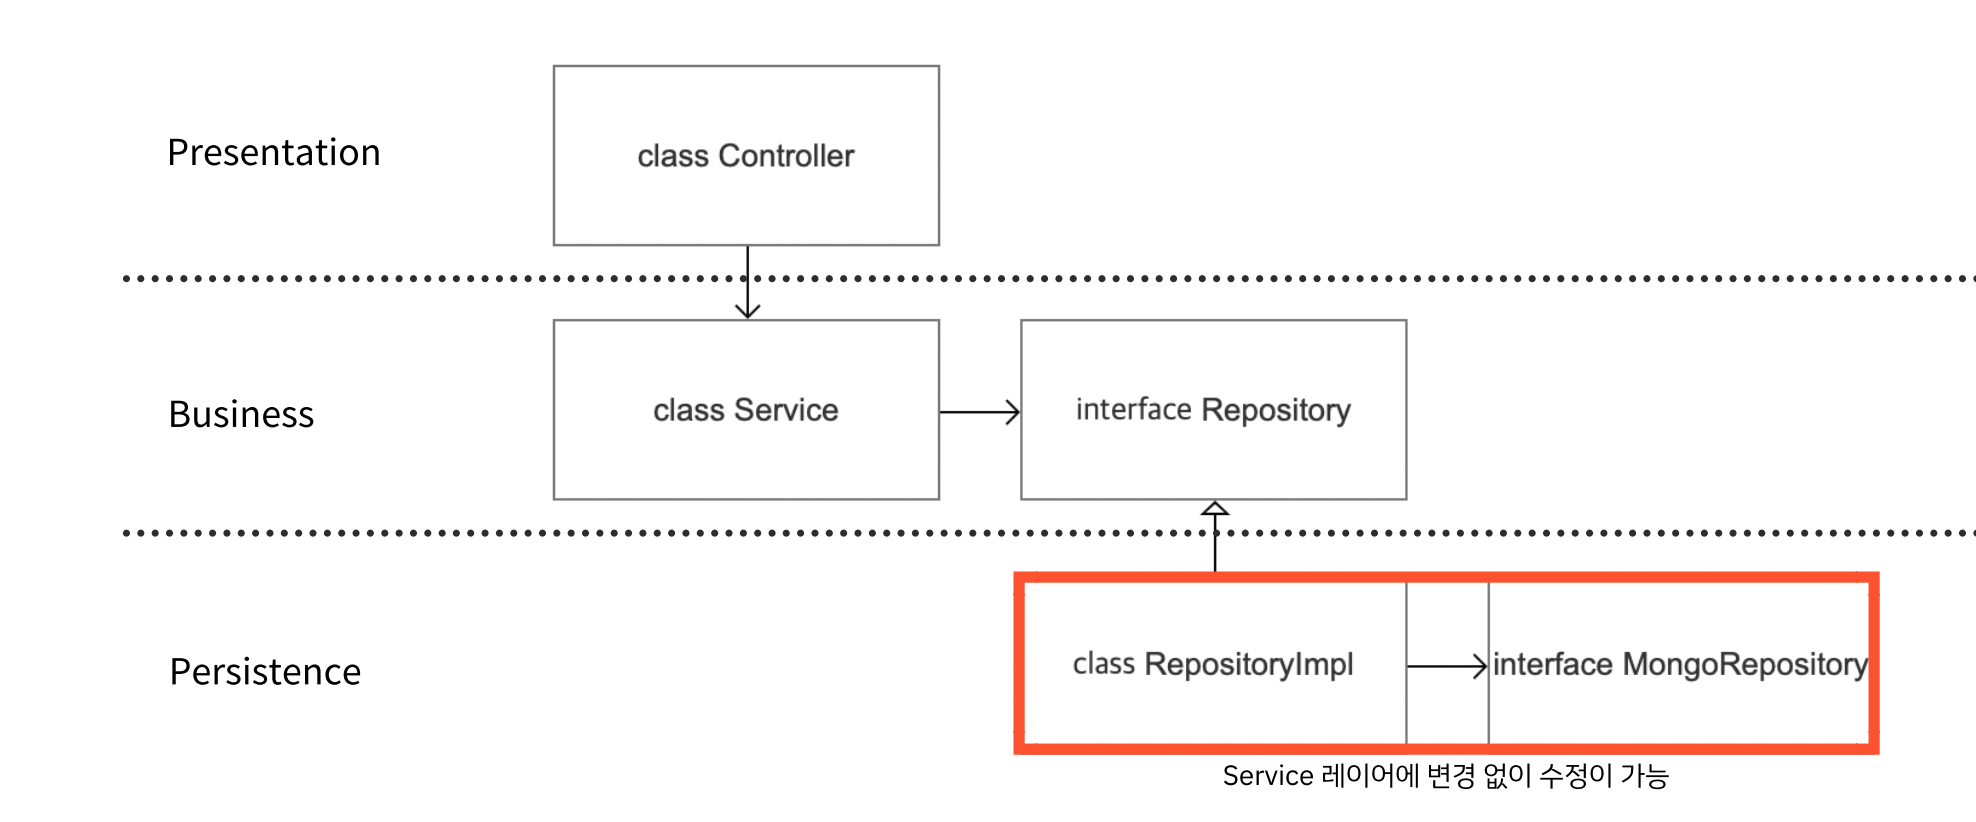 Presentation
class Controller
Business
class Service
interface Repository
Persistence
class RepositoryImpl
interface MongoRepository
Service 레이어에 변경 없이 수정이 가능